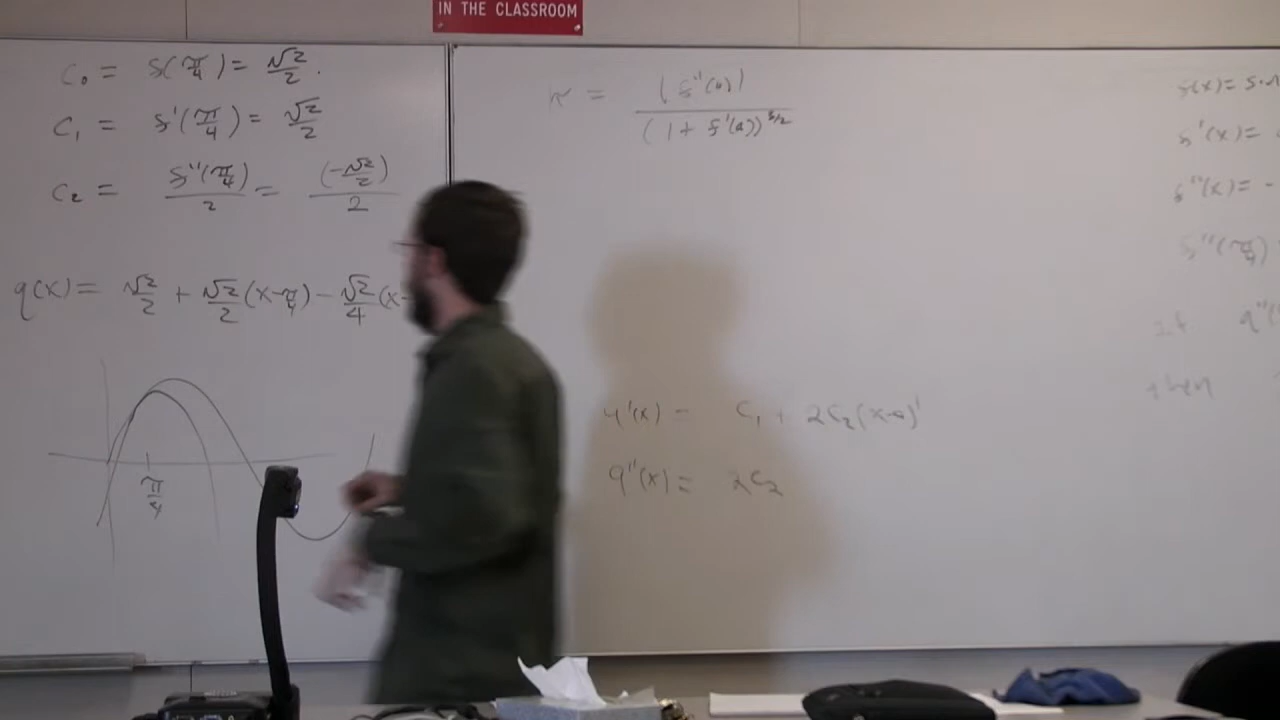 IN THE CLASSROOM
C₀ = f(π/4) = √2/2.
C₁ = f'(π/4) = √2/2
C₂ = f''(π/4)/2 = (-√2/2)/2
q(x) = √2/2 + √2/2 (x-π/4) - √2/4 (x-
π/4
κ = |f''(a)| / (1 + f'(a))^3/2
q'(x) = C₁ + 2C₂(x-a)'
q''(x) = 2C₂
f(x) = sin
f'(x) =
f''(x) = -
f''(π/4)
If q''(
then